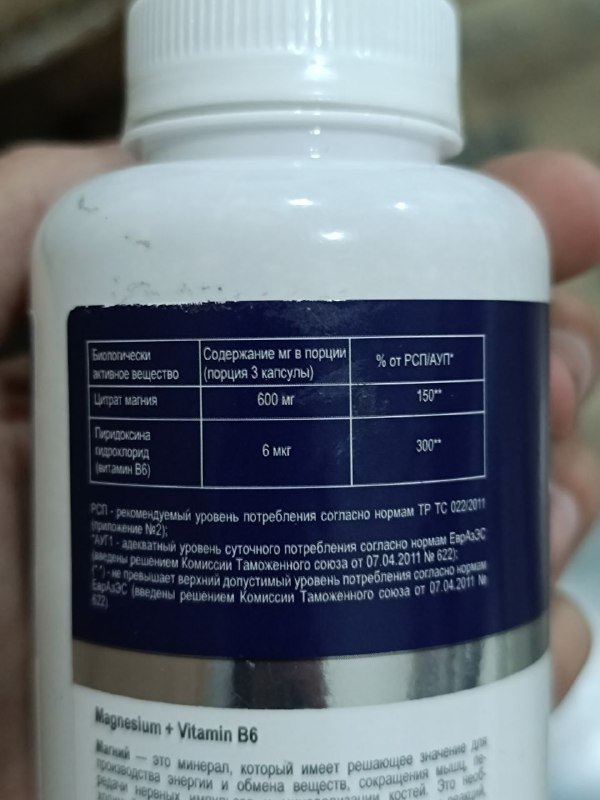 Биологически активное вещество | Содержание мг в порции (порция 3 капсулы) | % от РСП/АУП*
Цитрат магния | 600 мг | 150**
Пиридоксина гидрохлорид (витамин В6) | 6 мкг | 300**
РСП - рекомендуемый уровень потребления согласно нормам ТР ТС 022/2011
(приложение №2);
*АУП - адекватный уровень суточного потребления согласно нормам ЕврАзЭС
(введены решением Комиссии Таможенного союза от 07.04.2011 № 622);
(**) - не превышает верхний допустимый уровень потребления согласно нормам
ЕврАзЭС (введены решением Комиссии Таможенного союза от 07.04.2011 №
622)
Magnesium + Vitamin B6
Магний — это минерал, который имеет решающее значение для
производства энергии и обмена веществ, сокращения мышц, пе-
редачи нервных костей. Это необ-